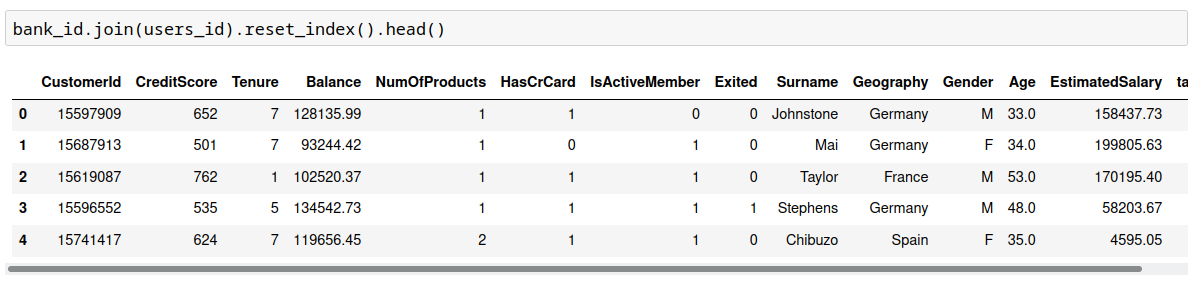 bank_id.join(users_id).reset_index().head()
CustomerId CreditScore Tenure Balance NumOfProducts HasCrCard IsActiveMember Exited Surname Geography Gender Age EstimatedSalary ta
0 15597909 652 7 128135.99 1 1 0 0 Johnstone Germany M 33.0 158437.73
1 15687913 501 7 93244.42 1 0 1 0 Mai Germany F 34.0 199805.63
2 15619087 762 1 102520.37 1 1 1 0 Taylor France M 53.0 170195.40
3 15596552 535 5 134542.73 1 1 1 1 Stephens Germany M 48.0 58203.67
4 15741417 624 7 119656.45 2 1 1 0 Chibuzo Spain F 35.0 4595.05